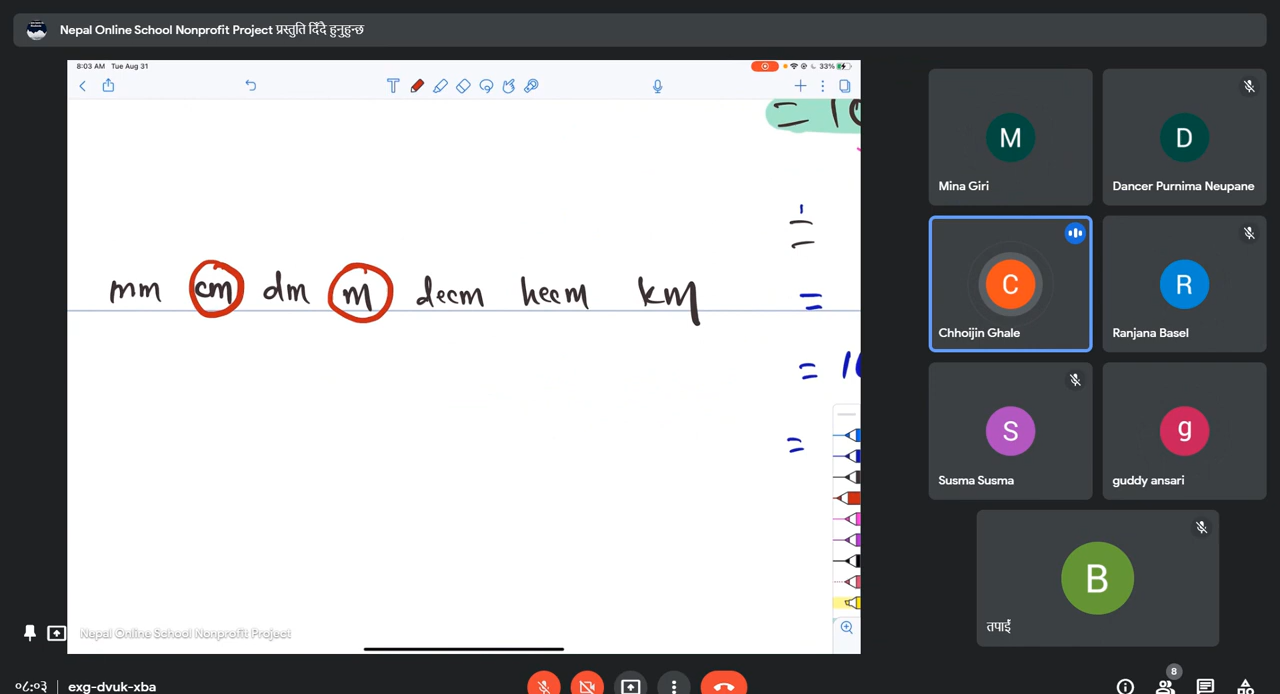 Nepal Online School Nonprofit Project प्रस्तुति दिँदै हुनुहुन्छ
8:03 AM Tue Aug 31
33%
= 10
mm cm dm m decm hecm km
=
= 10
=
Nepal Online School Nonprofit Project
M
Mina Giri
D
Dancer Purnima Neupane
C
Chhoijin Ghale
R
Ranjana Basel
S
Susma Susma
g
guddy ansari
B
तपाईं
०८:०३ | exg-dvuk-xba
8